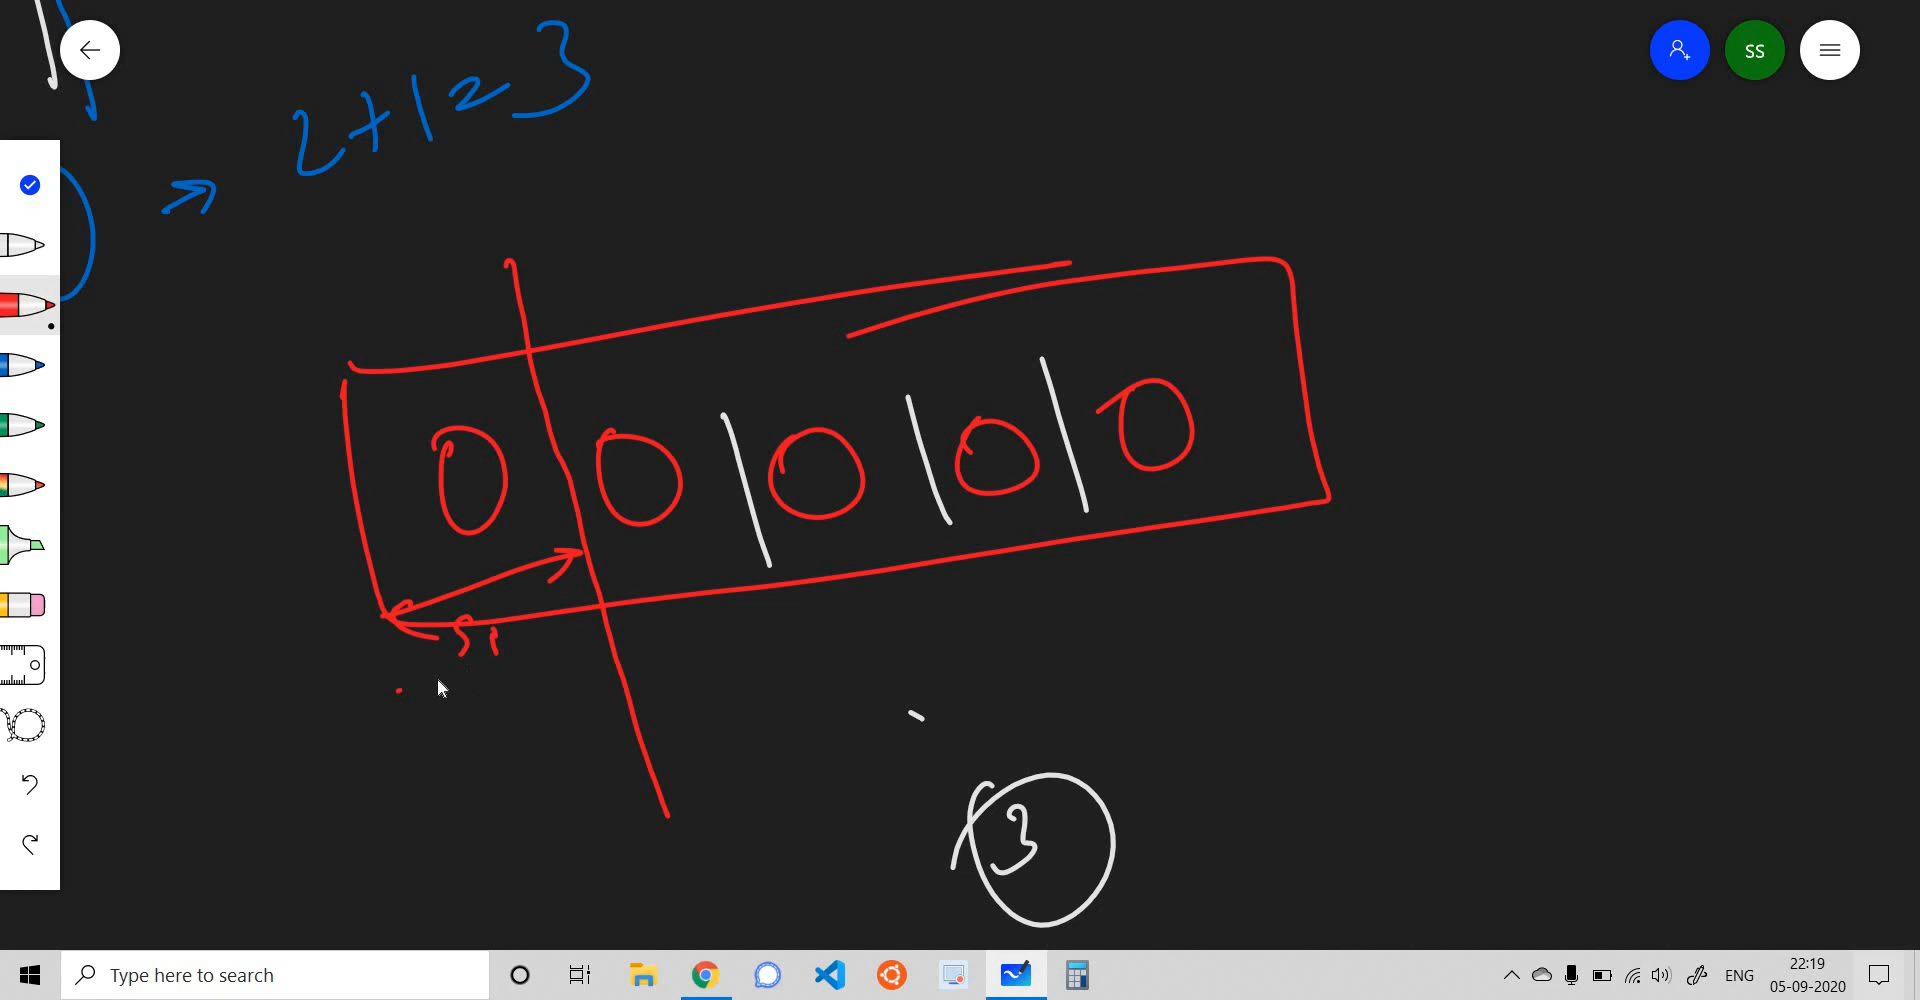 SS
2+1=3
0 0 0 0 0
S1
3
Type here to search
ENG
22:19
05-09-2020